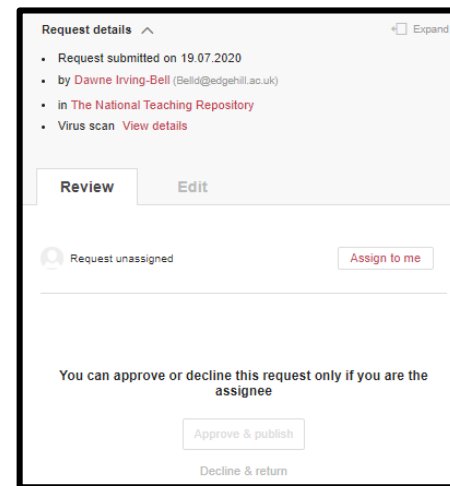 Request details
Expand
Request submitted on 19.07.2020
by Dawne Irving-Bell (Belld@edgehill.ac.uk)
in The National Teaching Repository
Virus scan View details
Review Edit
Request unassigned Assign to me
You can approve or decline this request only if you are the
assignee
Approve & publish
Decline & return